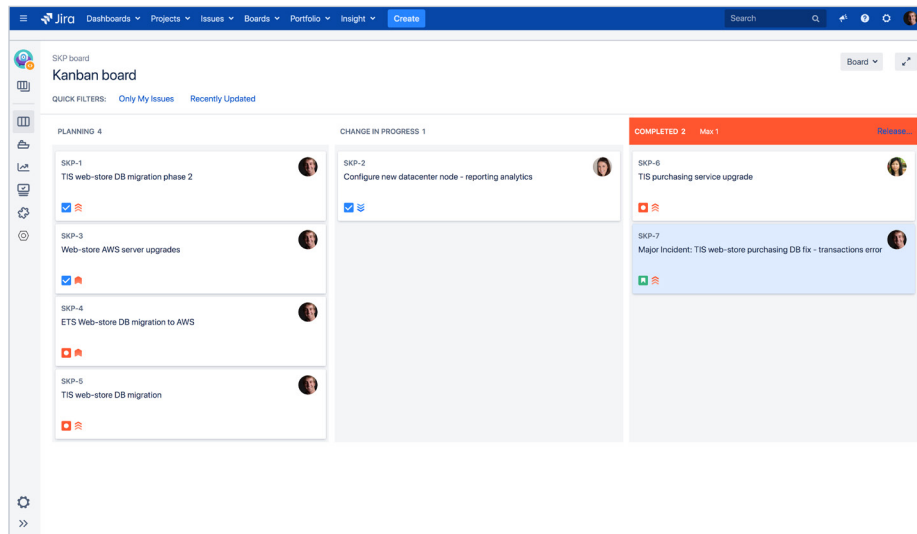 Jira Dashboards Projects Issues Boards Portfolio Insight Create Search
SKP board
Kanban board
Board
QUICK FILTERS: Only My Issues Recently Updated
PLANNING 4
CHANGE IN PROGRESS 1
COMPLETED 2 Max 1 Release...
SKP-1
TIS web-store DB migration phase 2
SKP-3
Web-store AWS server upgrades
SKP-4
ETS Web-store DB migration to AWS
SKP-5
TIS web-store DB migration
SKP-2
Configure new datacenter node - reporting analytics
SKP-6
TIS purchasing service upgrade
SKP-7
Major Incident: TIS web-store purchasing DB fix - transactions error